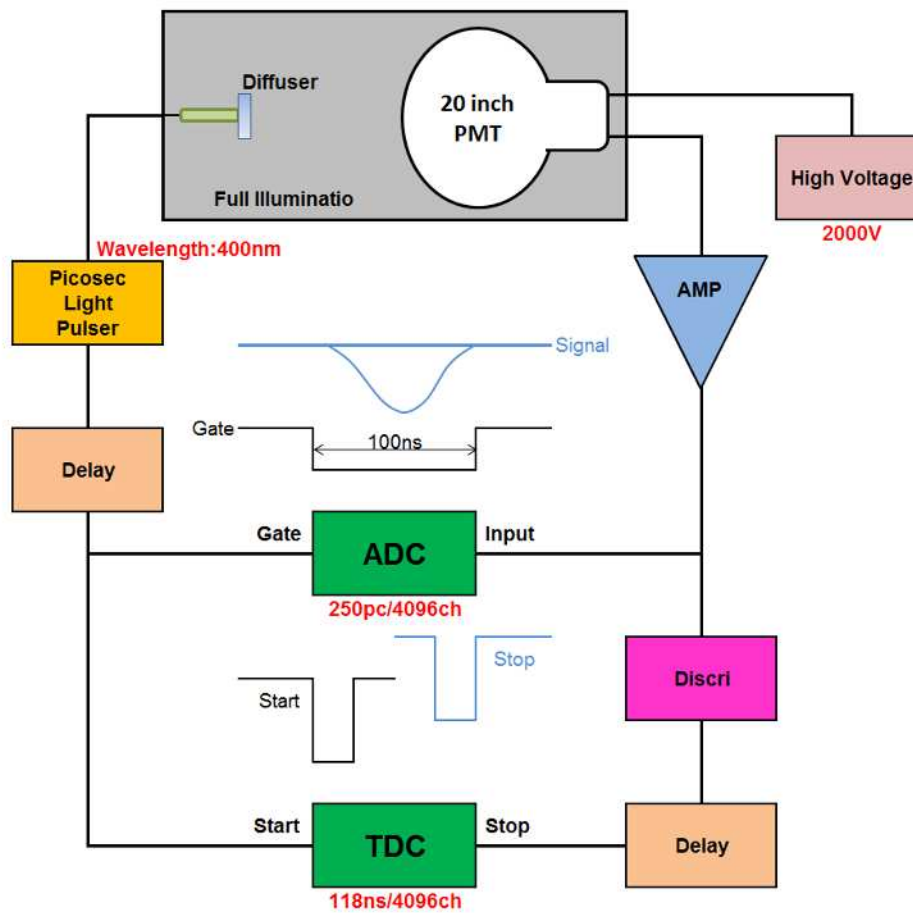 Diffuser
20 inch
PMT
Full Illuminatio
High Voltage
2000V
Wavelength:400nm
Picosec
Light
Pulser
AMP
Signal
Gate
100ns
Delay
Gate
ADC
Input
250pc/4096ch
Stop
Start
Discri
Start
TDC
Stop
Delay
118ns/4096ch